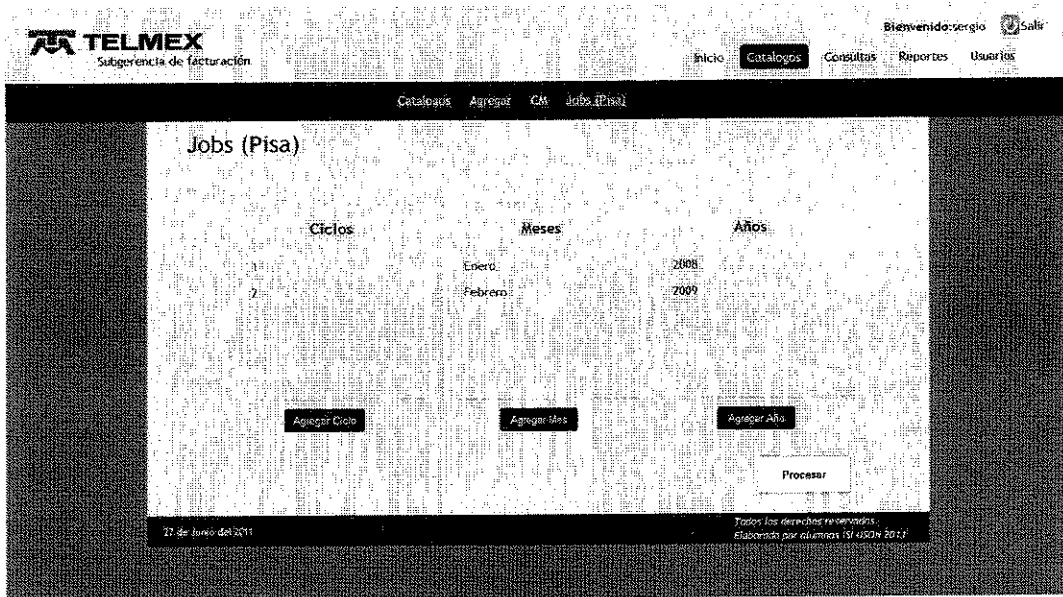 TELMEX
Subgerencia de facturación
Bienvenido:sergio Salir
Inicio Catalogos Consultas Reportes Usuarios
Catalogos Agregar CM Jobs (Pisa)
Jobs (Pisa)
Ciclos Meses Años
1 Enero 2008
2 Febrero 2009
Agregar Ciclo Agregar Mes Agregar Año
Procesar
27 de Junio del 2011
Todos los derechos reservados.
Elaborado por alumnos ISI USON 2011